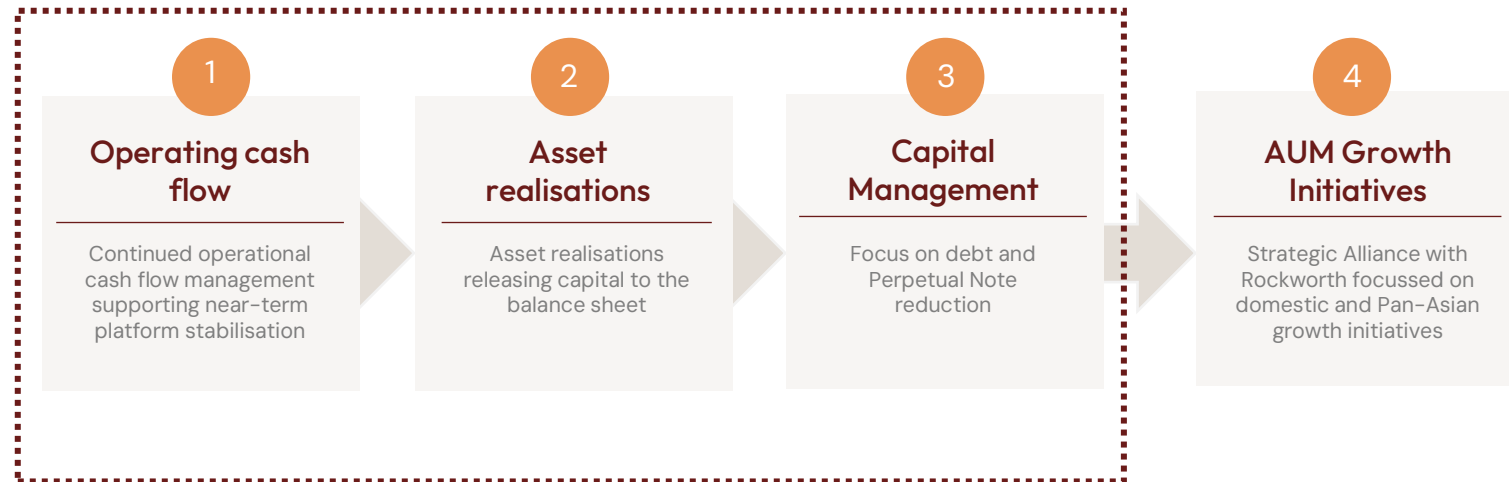 1
Operating cash
flow
Continued operational
cash flow management
supporting near-term
platform stabilisation
2
Asset
realisations
Asset realisations
releasing capital to the
balance sheet
3
Capital
Management
Focus on debt and
Perpetual Note
reduction
4
AUM Growth
Initiatives
Strategic Alliance with
Rockworth focussed on
domestic and Pan-Asian
growth initiatives